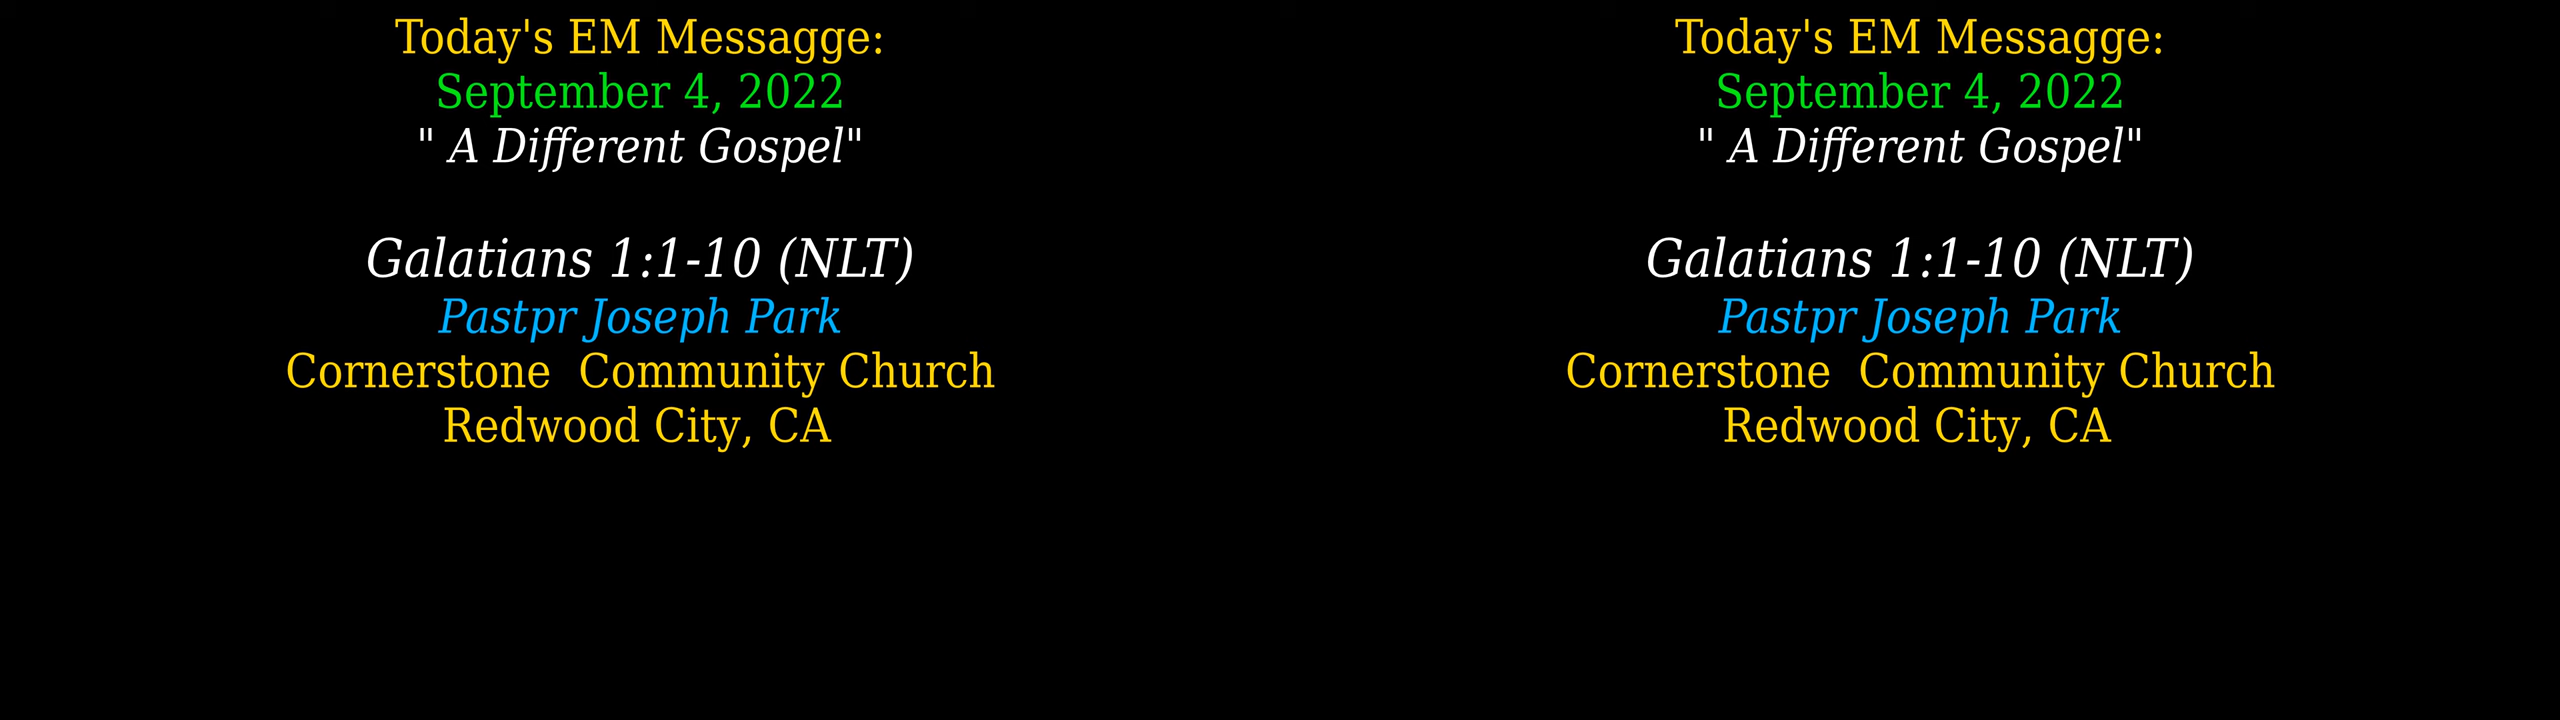 Today's EM Messagge:
September 4, 2022
" A Different Gospel"
Galatians 1:1-10 (NLT)
Pastpr Joseph Park
Cornerstone  Community Church
Redwood City, CA
Today's EM Messagge:
September 4, 2022
" A Different Gospel"
Galatians 1:1-10 (NLT)
Pastpr Joseph Park
Cornerstone  Community Church
Redwood City, CA